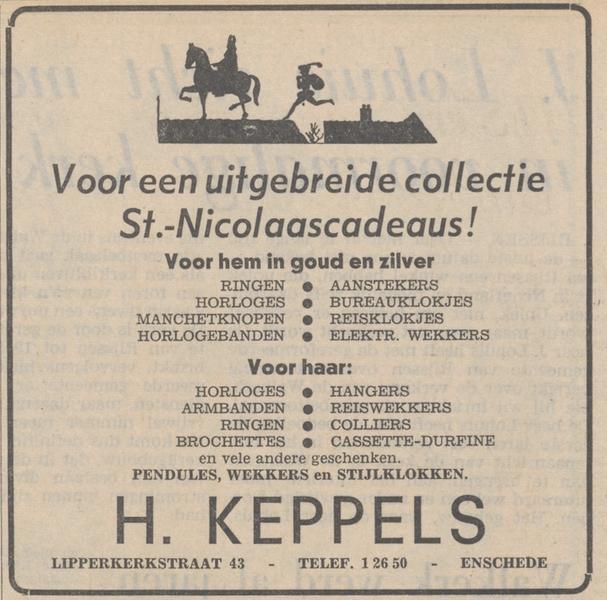 Voor een uitgebreide collectie
St.-Nicolaascadeaus!
Voor hem in goud en zilver
RINGEN ● AANSTEKERS
HORLOGES ● BUREAUKLOKJES
MANCHETKNOPEN ● REISKLOKJES
HORLOGEBANDEN ● ELEKTR. WEKKERS
Voor haar:
HORLOGES ● HANGERS
ARMBANDEN ● REISWEKKERS
RINGEN ● COLLIERS
BROCHETTES ● CASSETTE-DURFINE
en vele andere geschenken.
PENDULES, WEKKERS en STIJLKLOKKEN.
H. KEPPELS
LIPPERKERKSTRAAT 43 - TELEF. 1 26 50 - ENSCHEDE